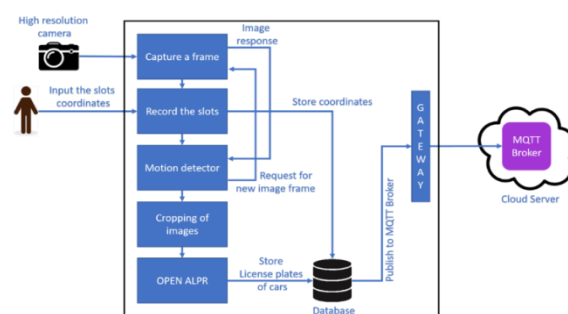 High resolution
camera
Image
response
Capture a frame
Input the slots
coordinates
Record the slots
Store coordinates
Motion detector
Request for
new image frame
Cropping of
images
OPEN ALPR
Store
License plates
of cars
Database
Publish to MQTT Broker
GATEWAY
MQTT
Broker
Cloud Server